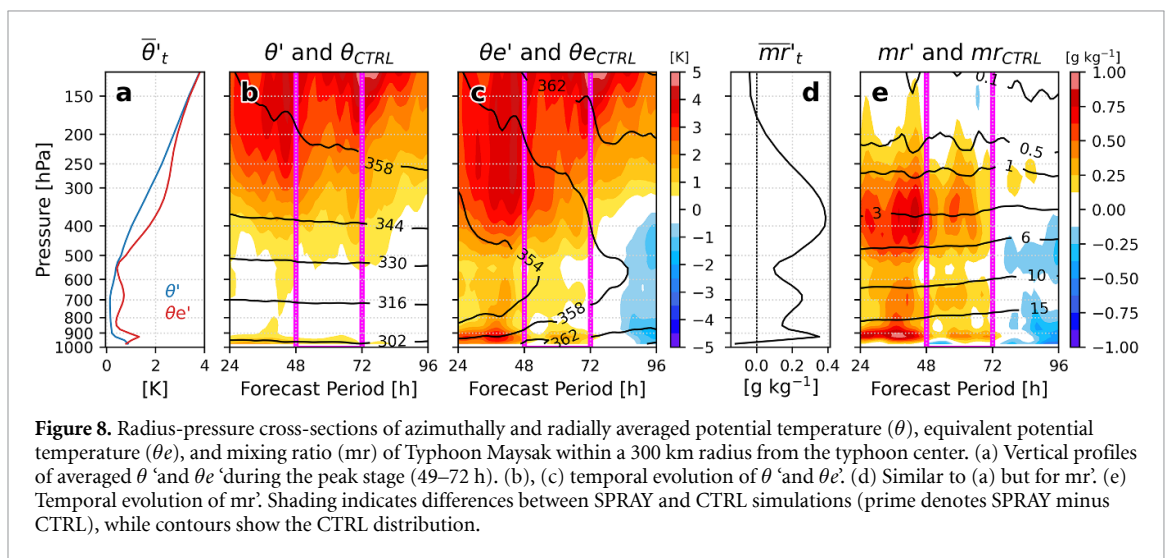 θ̅'t
θ' and θCTRL
θe' and θeCTRL
[K]
m̅r̅'t
mr' and mrCTRL
[g kg⁻¹]
a
b
c
d
e
Pressure [hPa]
150
200
250
300
400
500
600
700
800
900
1000
θ'
θe'
0 2 4
[K]
358
344
330
316
302
24 48 72 96
Forecast Period [h]
362
354
358
362
24 48 72 96
Forecast Period [h]
5
4
3
2
1
0
−1
−2
−3
−4
−5
0.0 0.2 0.4
[g kg⁻¹]
0.1
0.5
1
3
6
10
15
24 48 72 96
Forecast Period [h]
1.00
0.75
0.50
0.25
0.00
−0.25
−0.50
−0.75
−1.00
Figure 8. Radius-pressure cross-sections of azimuthally and radially averaged potential temperature (θ), equivalent potential
temperature (θe), and mixing ratio (mr) of Typhoon Maysak within a 300 km radius from the typhoon center. (a) Vertical profiles
of averaged θ ‘and θe ‘during the peak stage (49–72 h). (b), (c) temporal evolution of θ ‘and θe’. (d) Similar to (a) but for mr’. (e)
Temporal evolution of mr’. Shading indicates differences between SPRAY and CTRL simulations (prime denotes SPRAY minus
CTRL), while contours show the CTRL distribution.